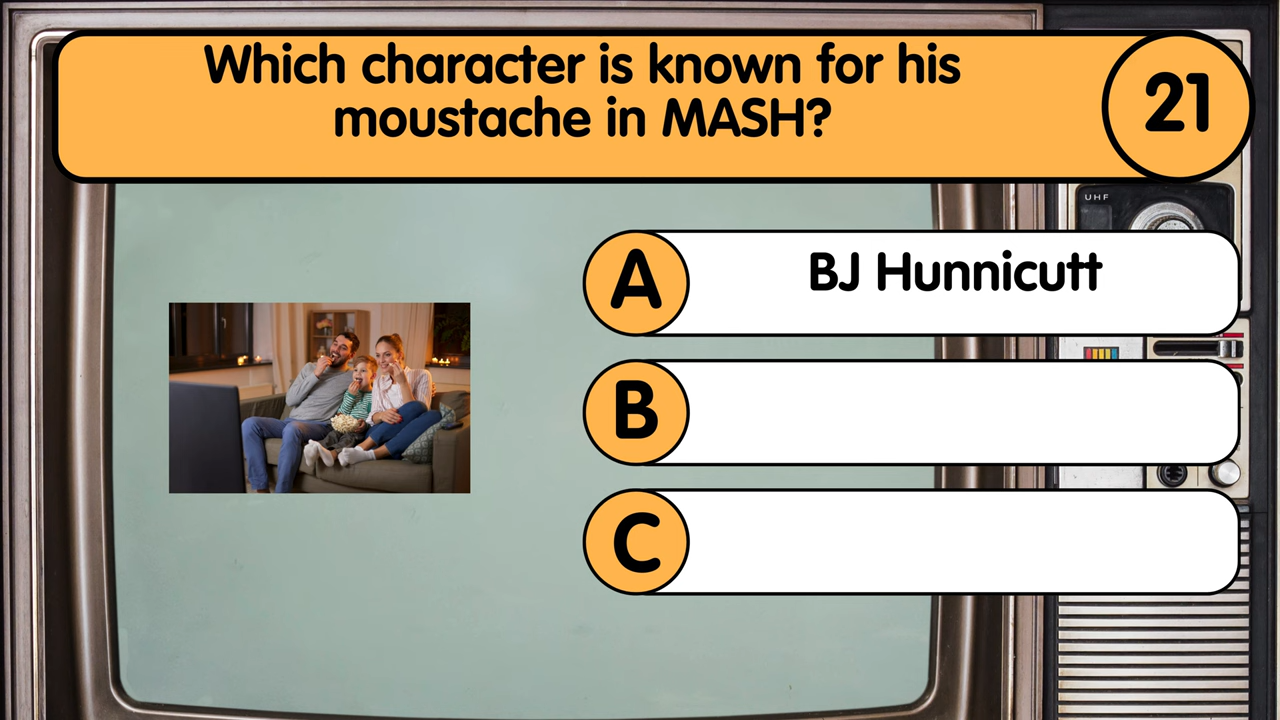 Which character is known for his
moustache in MASH?
21
UHF
A
BJ Hunnicutt
B
C